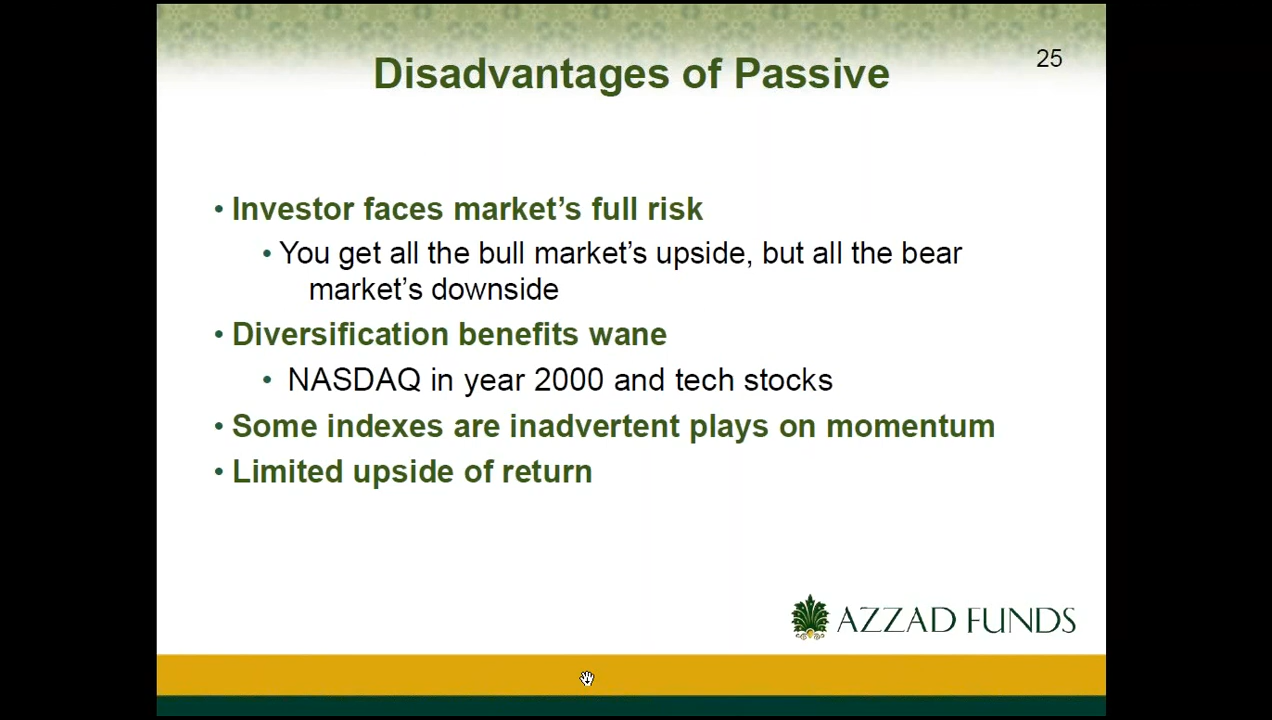 25
Disadvantages of Passive
• Investor faces market’s full risk
• You get all the bull market’s upside, but all the bear
market’s downside
• Diversification benefits wane
• NASDAQ in year 2000 and tech stocks
• Some indexes are inadvertent plays on momentum
• Limited upside of return
AZZAD FUNDS